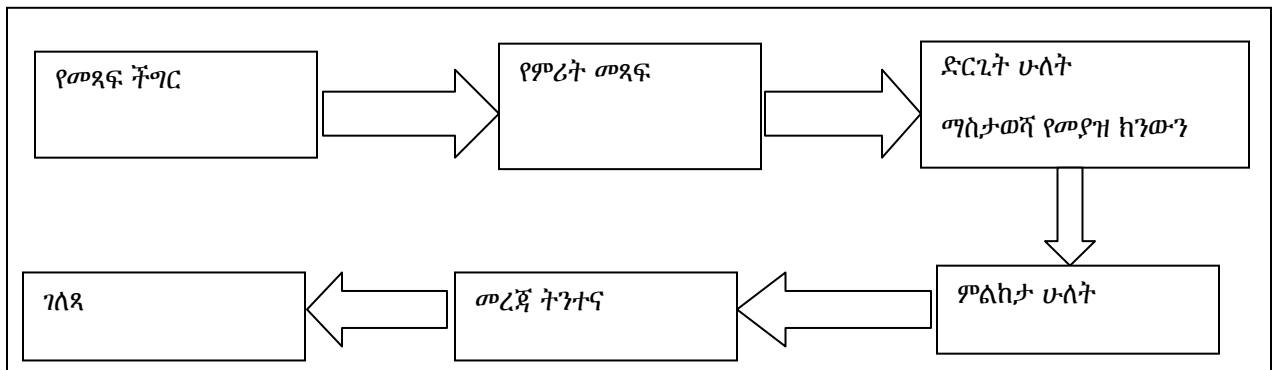 የመጻፍ ችግር
የምሪት መጻፍ
ድርጊት ሁለት
ማስታወሻ የመያዝ ክንውን
ምልከታ ሁለት
መረጃ ትንተና
ገለጻ